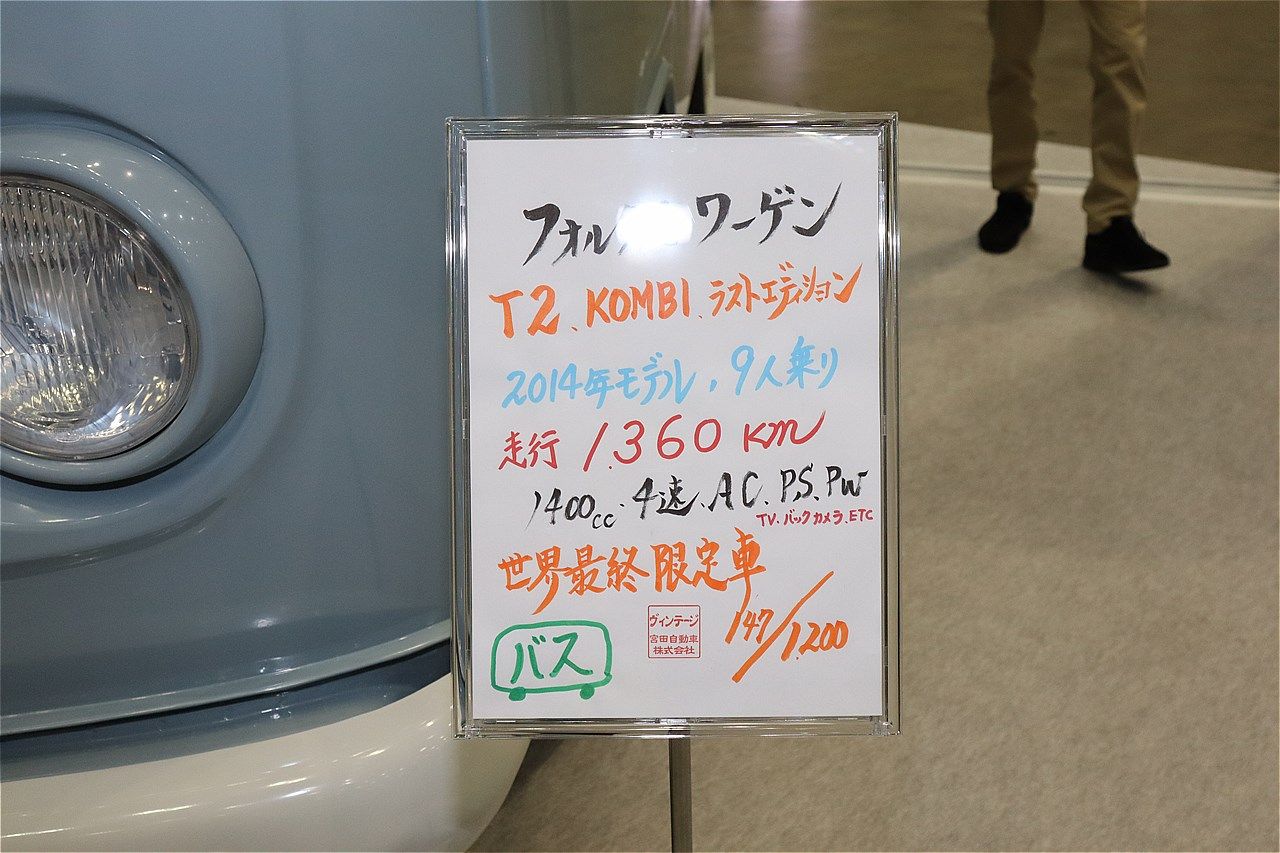 フォル ワーゲン
T2、KOMBI、ラストエディション
2014年モデル、9人乗り
走行 1.360 km
1400cc.4速、AC、P.S、PW
TV、バックカメラ、ETC
世界最終限定車
147/1.200
バス
ヴィンテージ
宮田自動車
株式会社